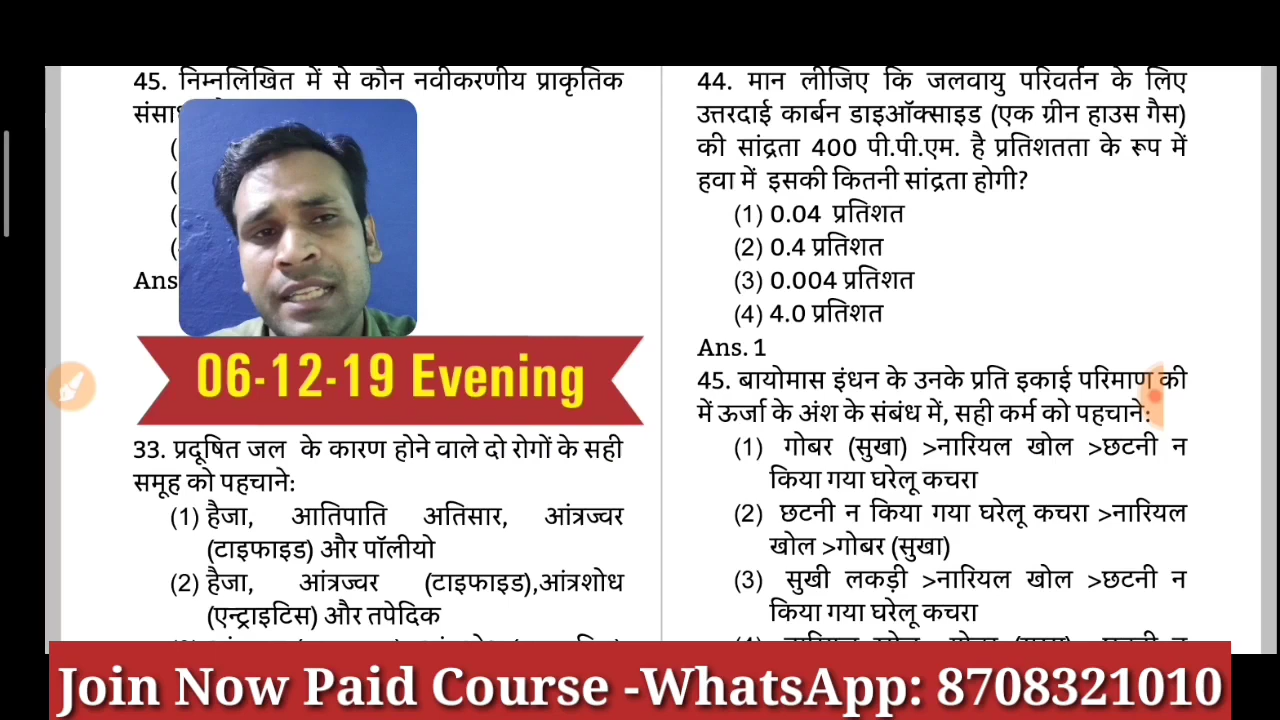 45. निम्नलिखित में से कौन नवीकरणीय प्राकृतिक
(
(
(
(
Ans
06-12-19 Evening
33. प्रदूषित जल के कारण होने वाले दो रोगों के सही
समूह को पहचाने:
(1) हैजा, आतिपाति अतिसार, आंत्रज्वर
(टाइफाइड) और पॉलीयो
(2) हैजा, आंत्रज्वर (टाइफाइड),आंत्रशोध
(एन्ट्राइटिस) और तपेदिक
44. मान लीजिए कि जलवायु परिवर्तन के लिए
उत्तरदाई कार्बन डाइऑक्साइड (एक ग्रीन हाउस गैस)
की सांद्रता 400 पी.पी.एम. है प्रतिशतता के रूप में
हवा में इसकी कितनी सांद्रता होगी?
(1) 0.04 प्रतिशत
(2) 0.4 प्रतिशत
(3) 0.004 प्रतिशत
(4) 4.0 प्रतिशत
Ans. 1
45. बायोमास इंधन के उनके प्रति इकाई परिमाण की
में ऊर्जा के अंश के संबंध में, सही कर्म को पहचाने:
(1) गोबर (सुखा) >नारियल खोल >छटनी न
किया गया घरेलू कचरा
(2) छटनी न किया गया घरेलू कचरा >नारियल
खोल >गोबर (सुखा)
(3) सुखी लकड़ी >नारियल खोल >छटनी न
किया गया घरेलू कचरा
Join Now Paid Course -WhatsApp: 8708321010